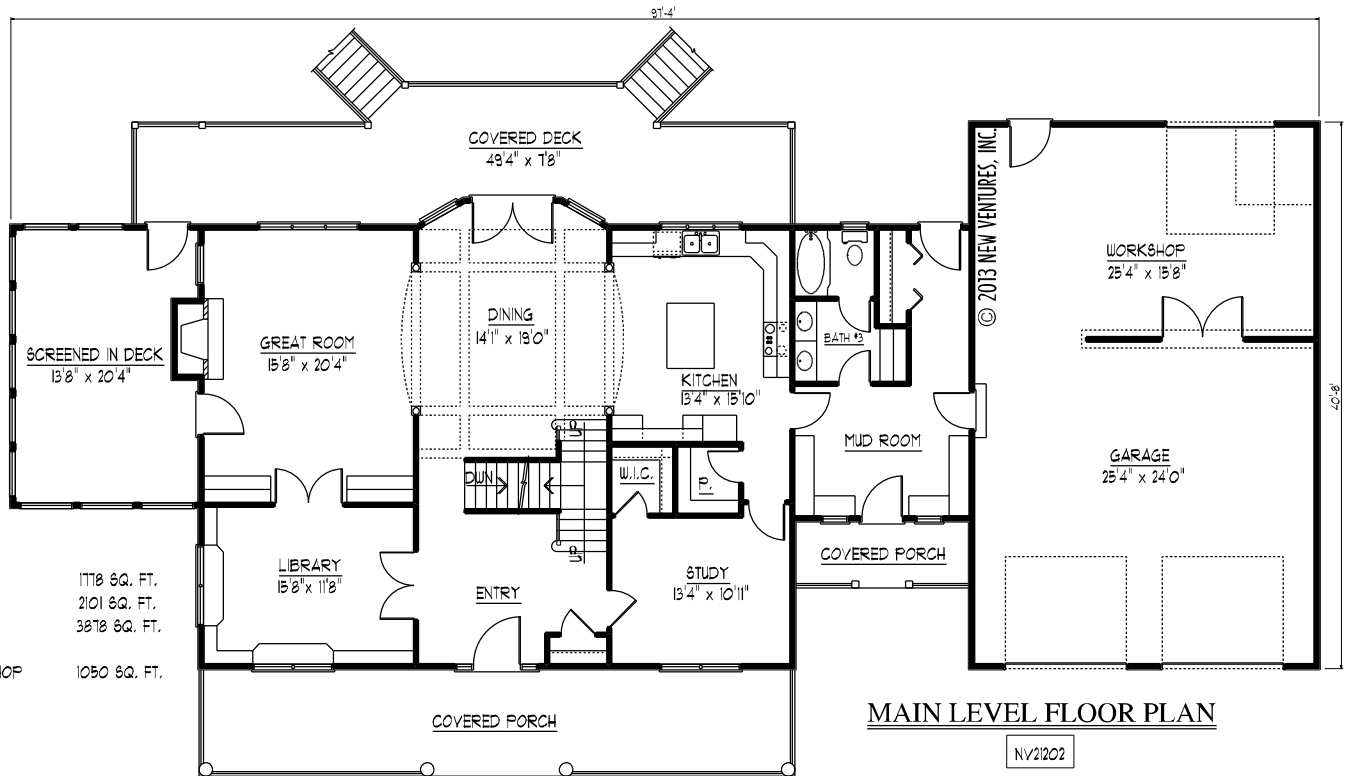 97'-4"
COVERED DECK
49'4" x 7'8"
© 2013 NEW VENTURES, INC.
WORKSHOP
25'4" x 15'8"
SCREENED IN DECK
13'8" x 20'4"
GREAT ROOM
15'8" x 20'4"
DINING
14'1" x 19'0"
KITCHEN
13'4" x 15'10"
BATH #3
40'-8"
MUD ROOM
GARAGE
25'4" x 24'0"
UP
DWN
W.I.C.
P.
UP
LIBRARY
15'8" x 11'8"
ENTRY
STUDY
13'4" x 10'11"
COVERED PORCH
1778 SQ. FT.
2101 SQ. FT.
3878 SQ. FT.
HOP 1050 SQ. FT.
COVERED PORCH
MAIN LEVEL FLOOR PLAN
NV21202